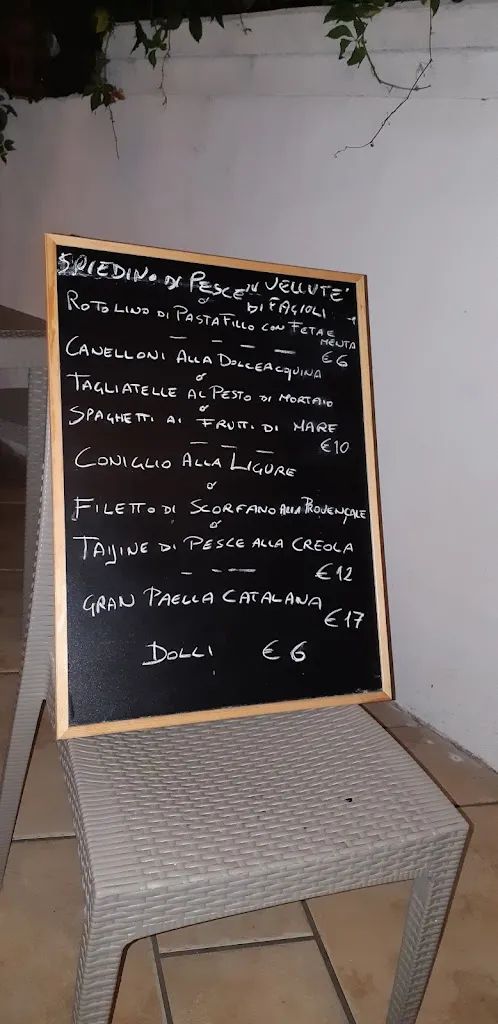 SPIEDINO DI PESCE IN VELLUTE'
DI FAGIOLI
o
ROTOLINO DI PASTA FILLO CON FETA E
MENTA
€6
CANELLONI ALLA DOLCEACQUINA
o
TAGLIATELLE AL PESTO DI MORTAIO
o
SPAGHETTI AI FRUTTI DI MARE
€10
CONIGLIO ALLA LIGURE
o
FILETTO DI SCORFANO ALLA PROVENÇALE
o
TAIJINE DI PESCE ALLA CREOLA
€12
GRAN PAELLA CATALANA
€17
DOLCI €6